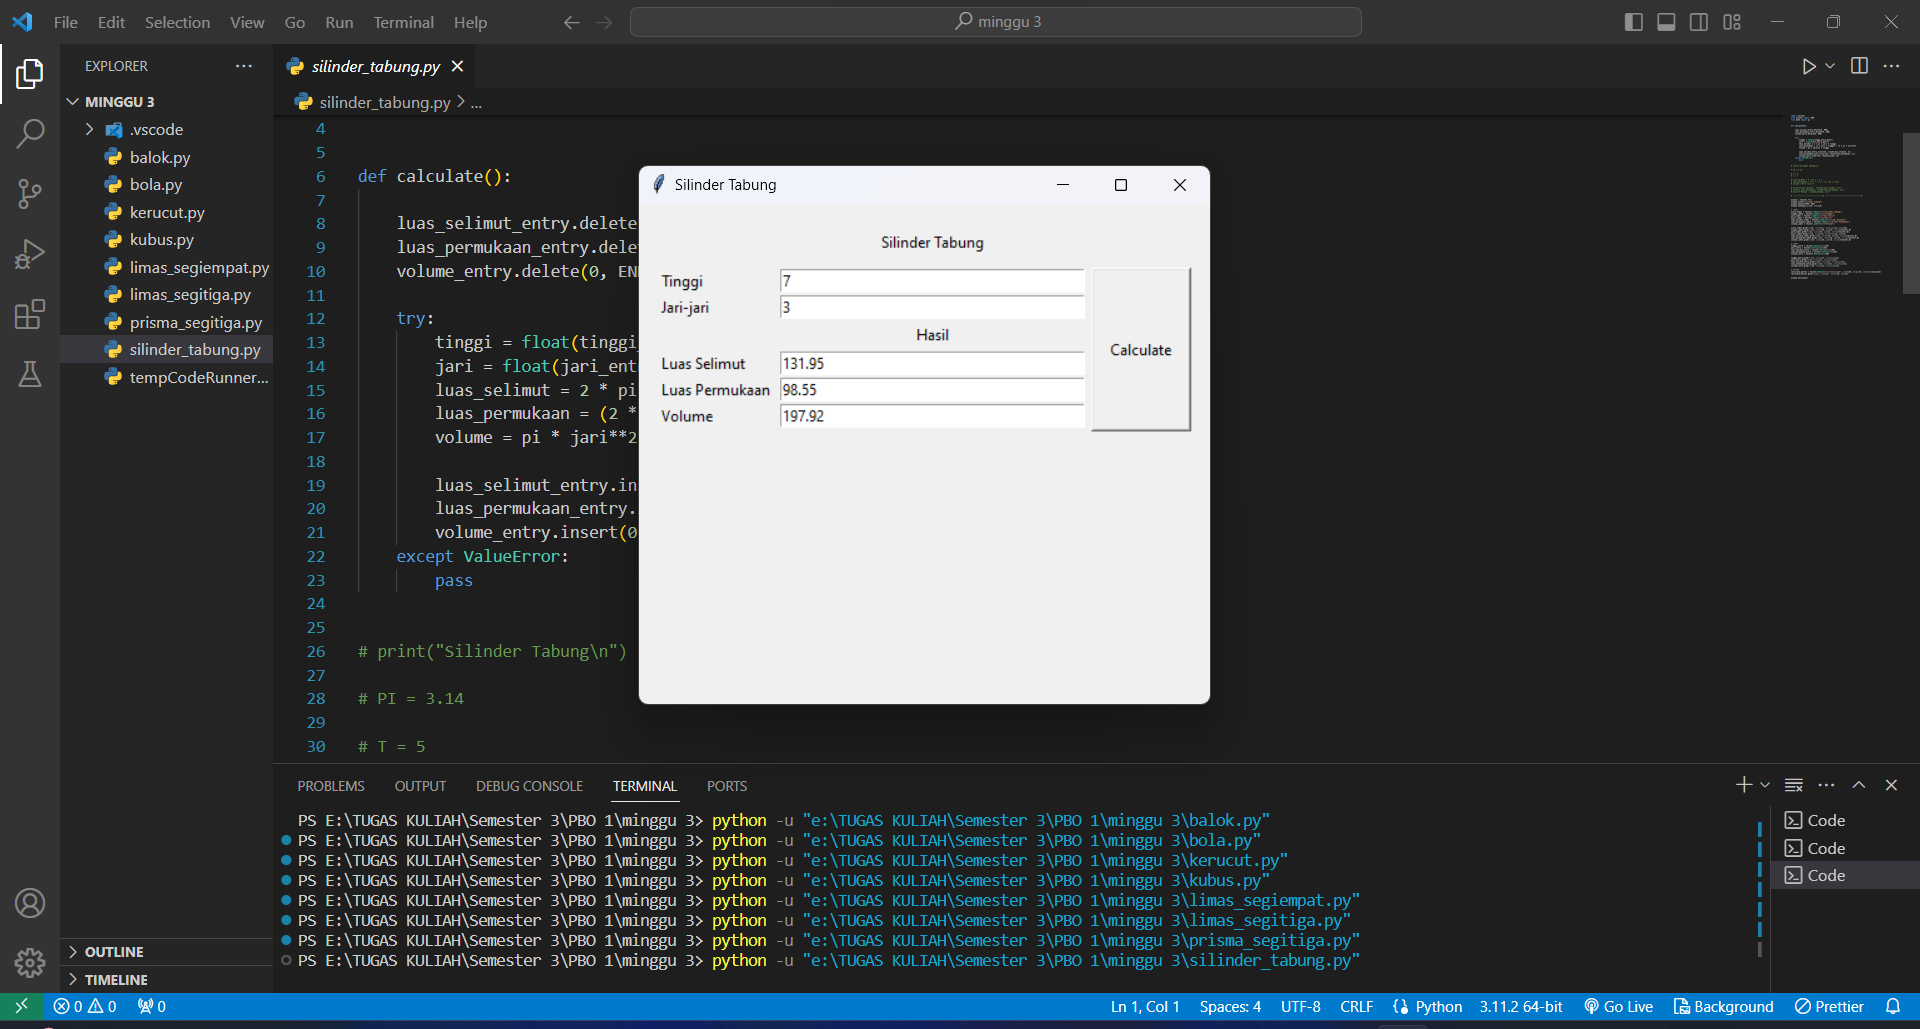 File Edit Selection View Go Run Terminal Help
minggu 3
EXPLORER
MINGGU 3
.vscode
balok.py
bola.py
kerucut.py
kubus.py
limas_segiempat.py
limas_segitiga.py
prisma_segitiga.py
silinder_tabung.py
tempCodeRunner...
OUTLINE
TIMELINE
silinder_tabung.py
silinder_tabung.py > ...
4
5
6 def calculate():
7
8 luas_selimut_entry.delete
9 luas_permukaan_entry.dele
10 volume_entry.delete(0, EN
11
12 try:
13 tinggi = float(tinggi
14 jari = float(jari_ent
15 luas_selimut = 2 * pi
16 luas_permukaan = (2 *
17 volume = pi * jari**2
18
19 luas_selimut_entry.in
20 luas_permukaan_entry.
21 volume_entry.insert(0
22 except ValueError:
23 pass
24
25
26 # print("Silinder Tabung\n")
27
28 # PI = 3.14
29
30 # T = 5
Silinder Tabung
Silinder Tabung
Tinggi 7
Jari-jari 3
Hasil
Luas Selimut 131.95
Luas Permukaan 98.55
Volume 197.92
Calculate
PROBLEMS OUTPUT DEBUG CONSOLE TERMINAL PORTS
PS E:\TUGAS KULIAH\Semester 3\PBO 1\minggu 3> python -u "e:\TUGAS KULIAH\Semester 3\PBO 1\minggu 3\balok.py"
PS E:\TUGAS KULIAH\Semester 3\PBO 1\minggu 3> python -u "e:\TUGAS KULIAH\Semester 3\PBO 1\minggu 3\bola.py"
PS E:\TUGAS KULIAH\Semester 3\PBO 1\minggu 3> python -u "e:\TUGAS KULIAH\Semester 3\PBO 1\minggu 3\kerucut.py"
PS E:\TUGAS KULIAH\Semester 3\PBO 1\minggu 3> python -u "e:\TUGAS KULIAH\Semester 3\PBO 1\minggu 3\kubus.py"
PS E:\TUGAS KULIAH\Semester 3\PBO 1\minggu 3> python -u "e:\TUGAS KULIAH\Semester 3\PBO 1\minggu 3\limas_segiempat.py"
PS E:\TUGAS KULIAH\Semester 3\PBO 1\minggu 3> python -u "e:\TUGAS KULIAH\Semester 3\PBO 1\minggu 3\limas_segitiga.py"
PS E:\TUGAS KULIAH\Semester 3\PBO 1\minggu 3> python -u "e:\TUGAS KULIAH\Semester 3\PBO 1\minggu 3\prisma_segitiga.py"
PS E:\TUGAS KULIAH\Semester 3\PBO 1\minggu 3> python -u "e:\TUGAS KULIAH\Semester 3\PBO 1\minggu 3\silinder_tabung.py"
Code
Code
Code
0 0 0 Ln 1, Col 1 Spaces: 4 UTF-8 CRLF Python 3.11.2 64-bit Go Live Background Prettier